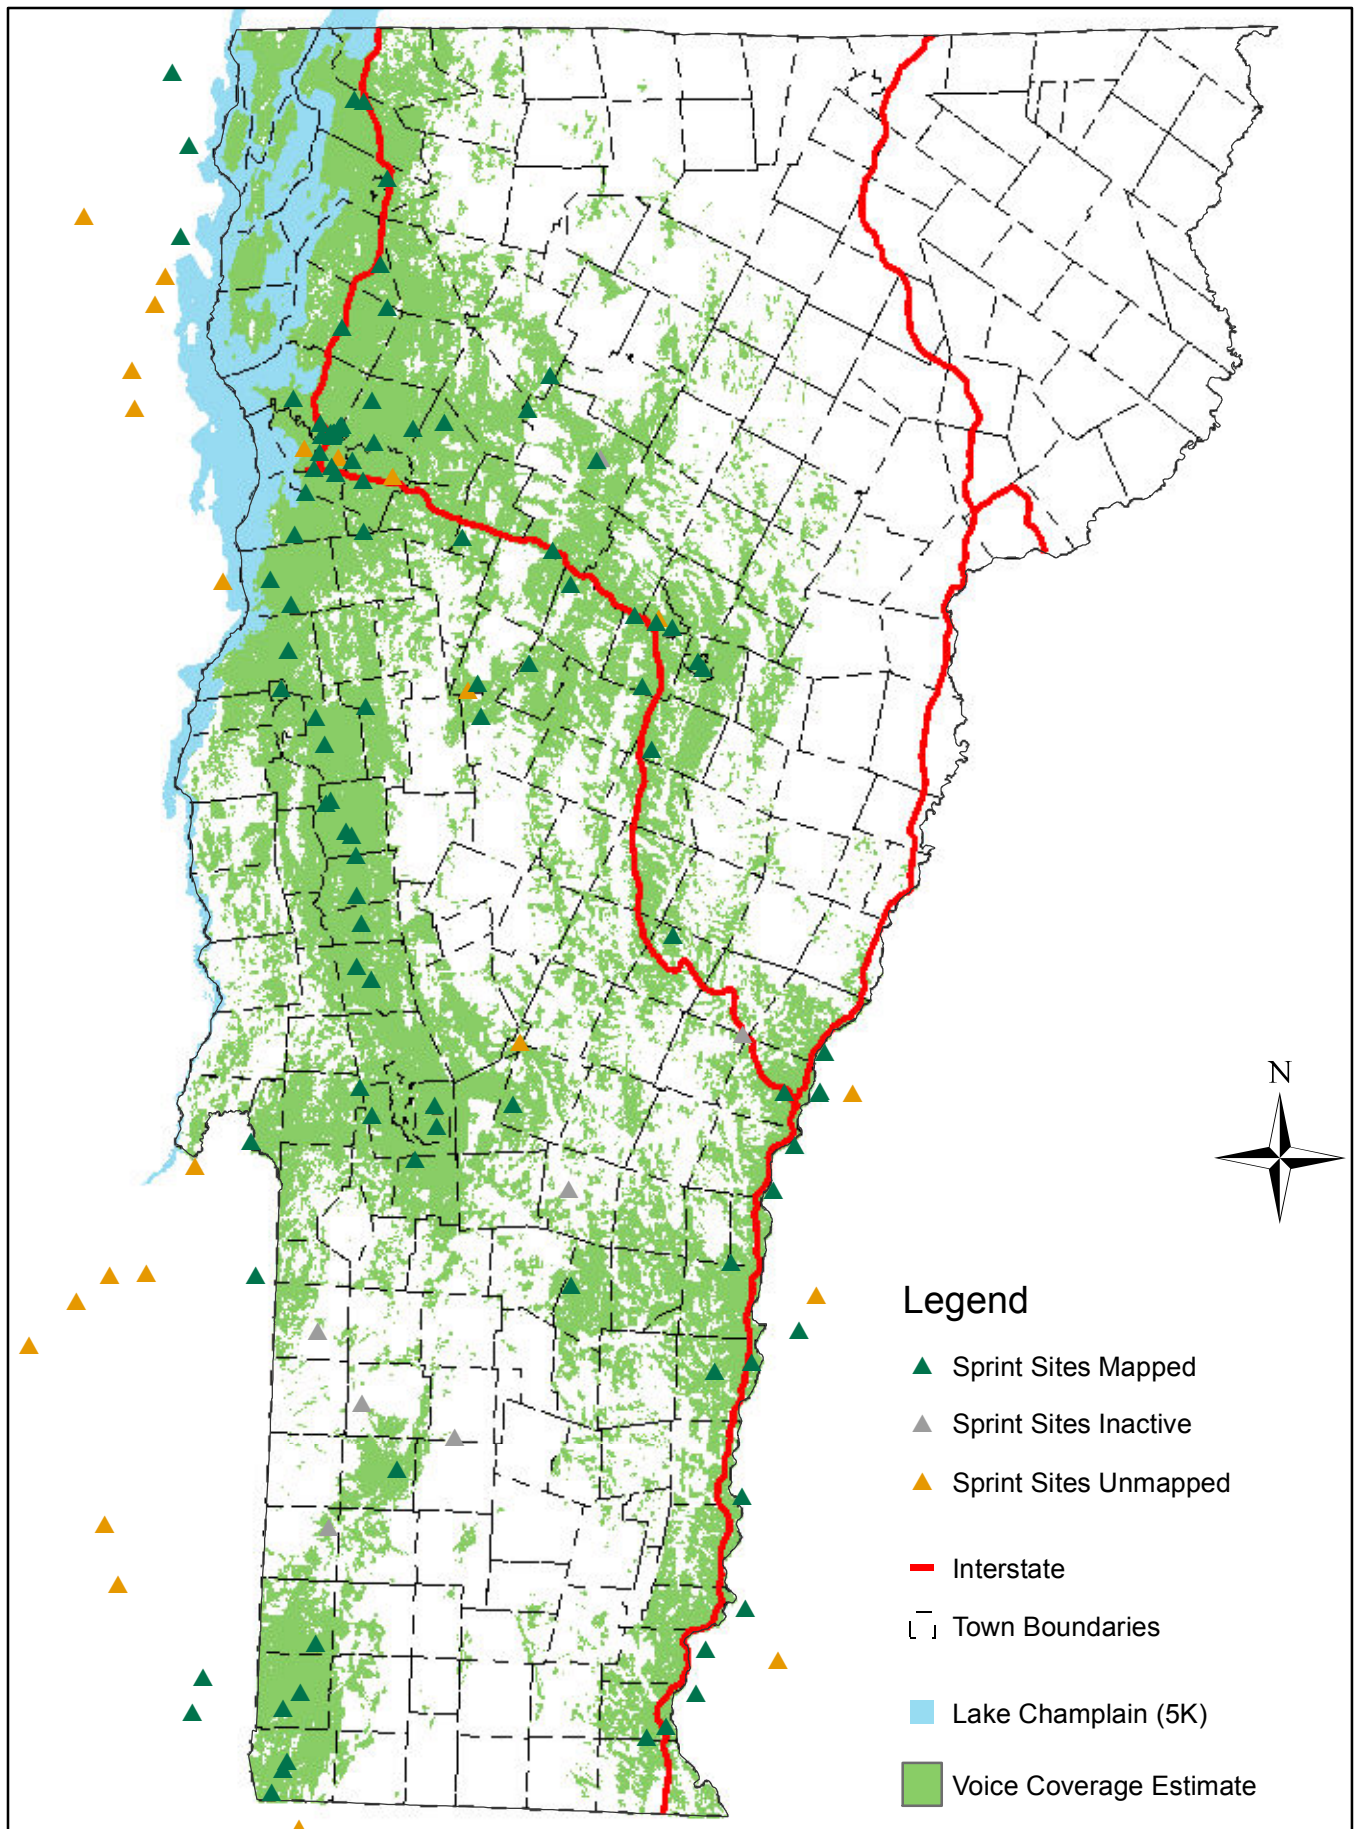 N
Legend
Sprint Sites Mapped
Sprint Sites Inactive
Sprint Sites Unmapped
Interstate
Town Boundaries
Lake Champlain (5K)
Voice Coverage Estimate